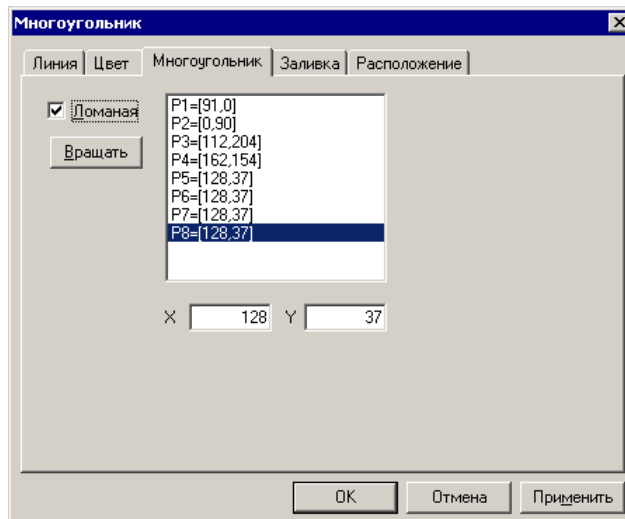 Многоугольник
Линия Цвет Многоугольник Заливка Расположение
Ломаная
Вращать
P1=[91,0]
P2=[0,90]
P3=[112,204]
P4=[162,154]
P5=[128,37]
P6=[128,37]
P7=[128,37]
P8=[128,37]
X 128 Y 37
OK Отмена Применить